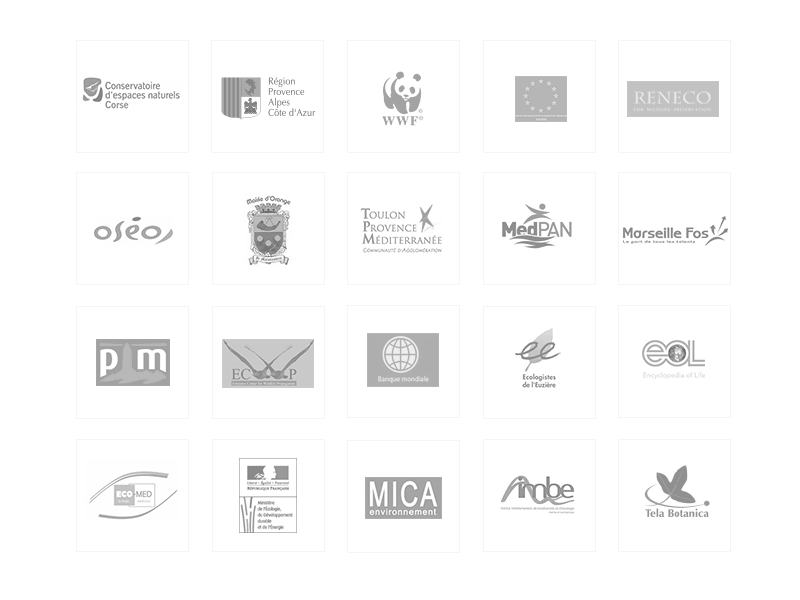 Conservatoire
d'espaces naturels
Corse
Région
Provence
Alpes
Côte d'Azur
WWF
RENECO
oséo
Mairie d'Orange
TOULON
PROVENCE
MÉDITERRANÉE
COMMUNAUTÉ D'AGGLOMÉRATION
MedPAN
Marseille Fos
Le port de tous les talents
pim
EC P
Banque mondiale
ee
Ecologistes
de l'Euzière
eOL
Encyclopedia of Life
ECO-MED
Liberté • Égalité • Fraternité
RÉPUBLIQUE FRANÇAISE
Ministère
de l'Écologie,
du Développement
durable
et de l'Énergie
MICA
environnement
imbe
Tela Botanica